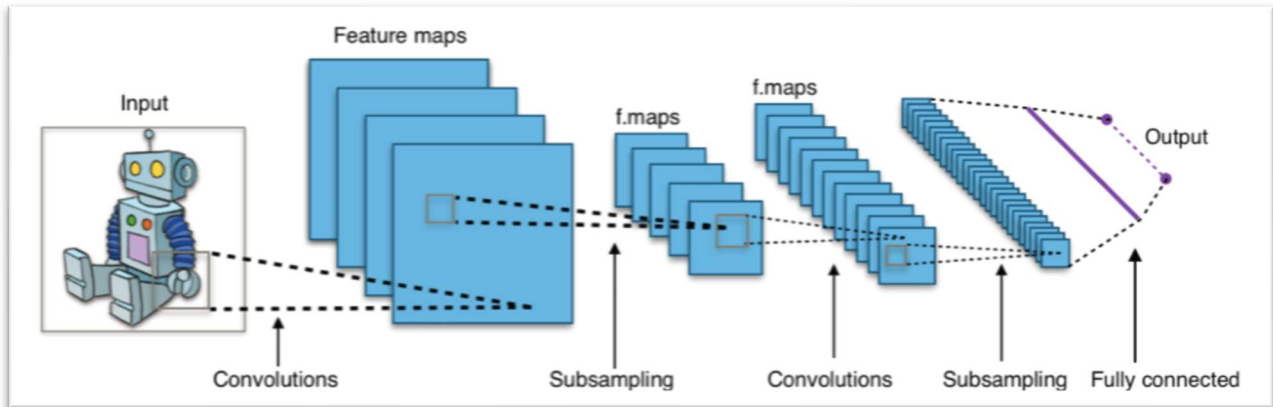 Feature maps
Input
f.maps
f.maps
Output
Convolutions
Subsampling
Convolutions
Subsampling
Fully connected